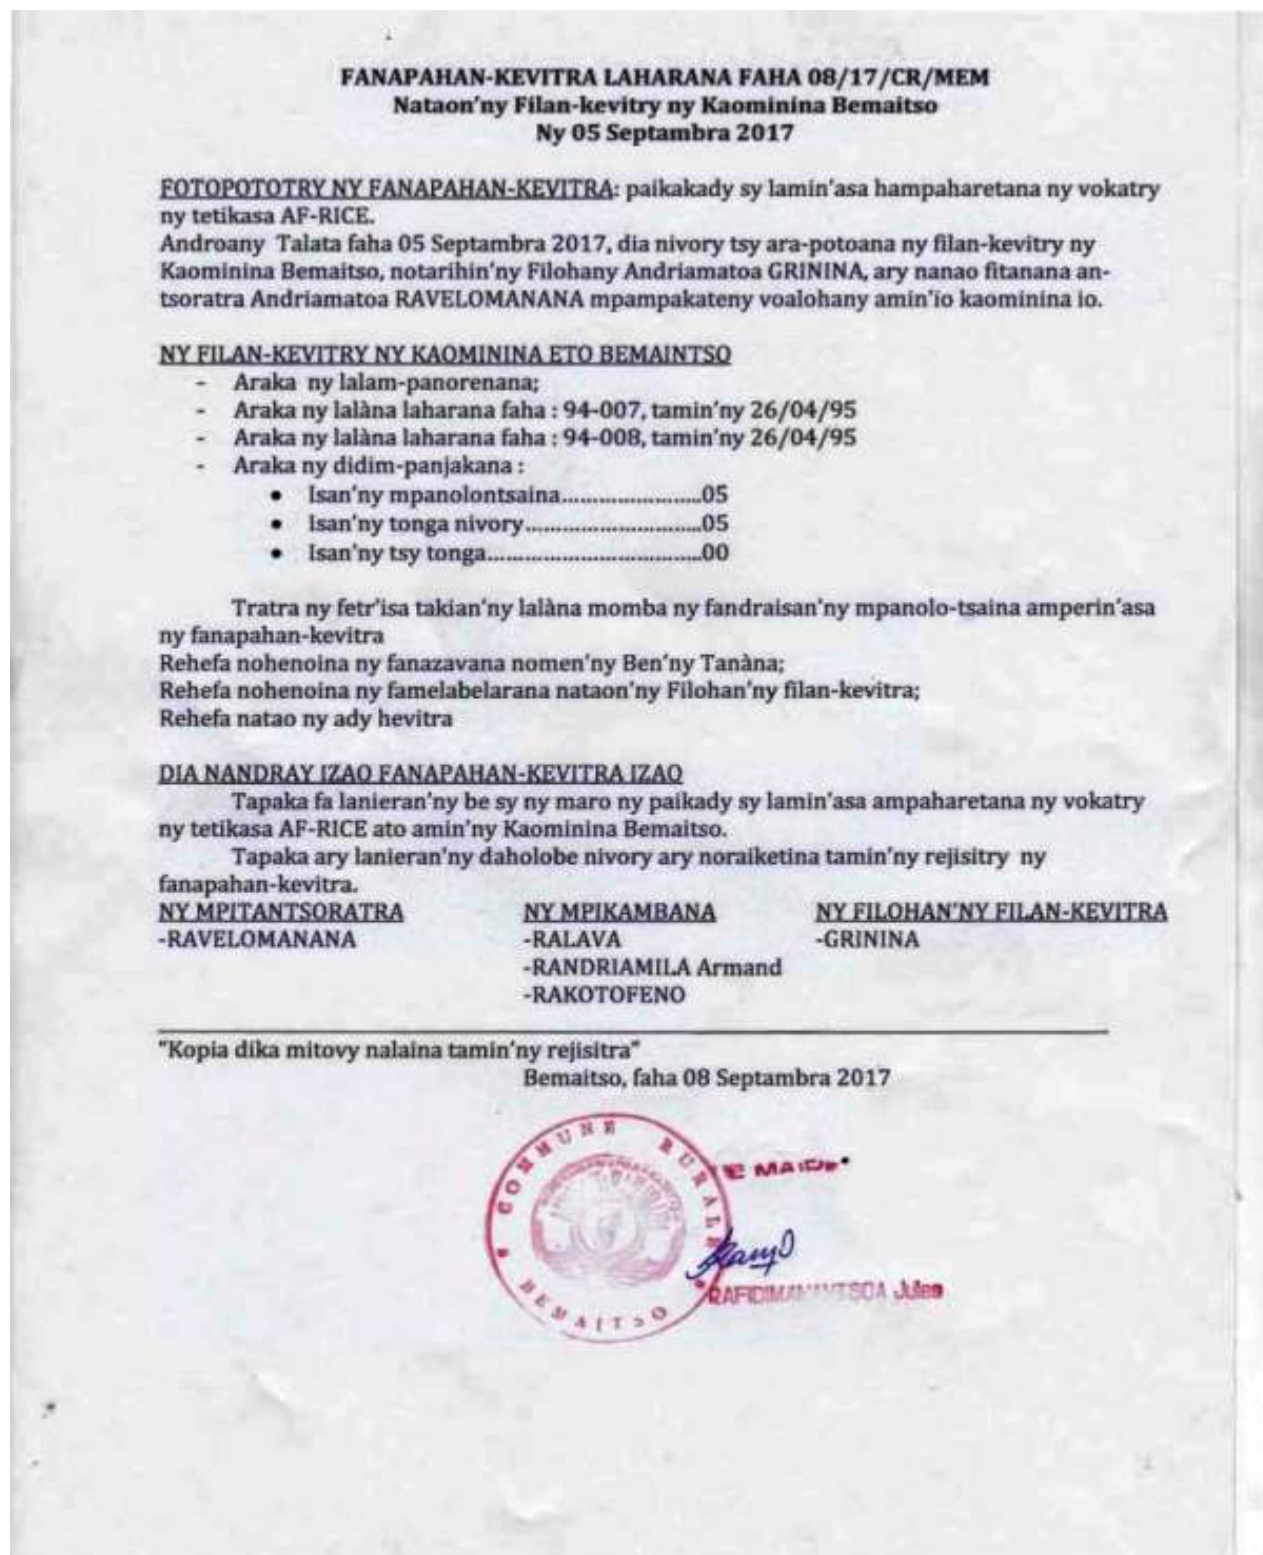 FANAPAHAN-KEVITRA LAHARANA FAHA 08/17/CR/MEM
Nataon'ny Filan-kevitry ny Kaominina Bemaitso
Ny 05 Septambra 2017
FOTOPOTOTRY NY FANAPAHAN-KEVITRA: paikakady sy lamin'asa hampaharetana ny vokatry
ny tetikasa AF-RICE.
Androany Talata faha 05 Septambra 2017, dia nivory tsy ara-potoana ny filan-kevitry ny
Kaominina Bemaitso, notarihin'ny Filohany Andriamatoa GRININA, ary nanao fitanana an-
tsoratra Andriamatoa RAVELOMANANA mpampakateny voalohany amin'io kaominina io.
NY FILAN-KEVITRY NY KAOMININA ETO BEMAINTSO
- Araka ny lalam-panorenana;
- Araka ny lalàna laharana faha : 94-007, tamin'ny 26/04/95
- Araka ny lalàna laharana faha : 94-008, tamin'ny 26/04/95
- Araka ny didim-panjakana :
• Isan'ny mpanolontsaina.......................05
• Isan'ny tonga nivory.............................05
• Isan'ny tsy tonga...................................00
Tratra ny fetr'isa takian'ny lalàna momba ny fandraisan'ny mpanolo-tsaina amperin'asa
ny fanapahan-kevitra
Rehefa nohenoina ny fanazavana nomen'ny Ben'ny Tanàna;
Rehefa nohenoina ny famelabelarana nataon'ny Filohan'ny filan-kevitra;
Rehefa natao ny ady hevitra
DIA NANDRAY IZAO FANAPAHAN-KEVITRA IZAO
Tapaka fa lanieran'ny be sy ny maro ny paikady sy lamin'asa ampaharetana ny vokatry
ny tetikasa AF-RICE ato amin'ny Kaominina Bemaitso.
Tapaka ary lanieran'ny daholobe nivory ary noraiketina tamin'ny rejisitry ny
fanapahan-kevitra.
NY MPITANTSORATRA NY MPIKAMBANA NY FILOHAN'NY FILAN-KEVITRA
-RAVELOMANANA -RALAVA -GRININA
-RANDRIAMILA Armand
-RAKOTOFENO
"Kopia dika mitovy nalaina tamin'ny rejisitra"
Bemaitso, faha 08 Septambra 2017
COMMUNE RURALE
BEMAITSO
Jules